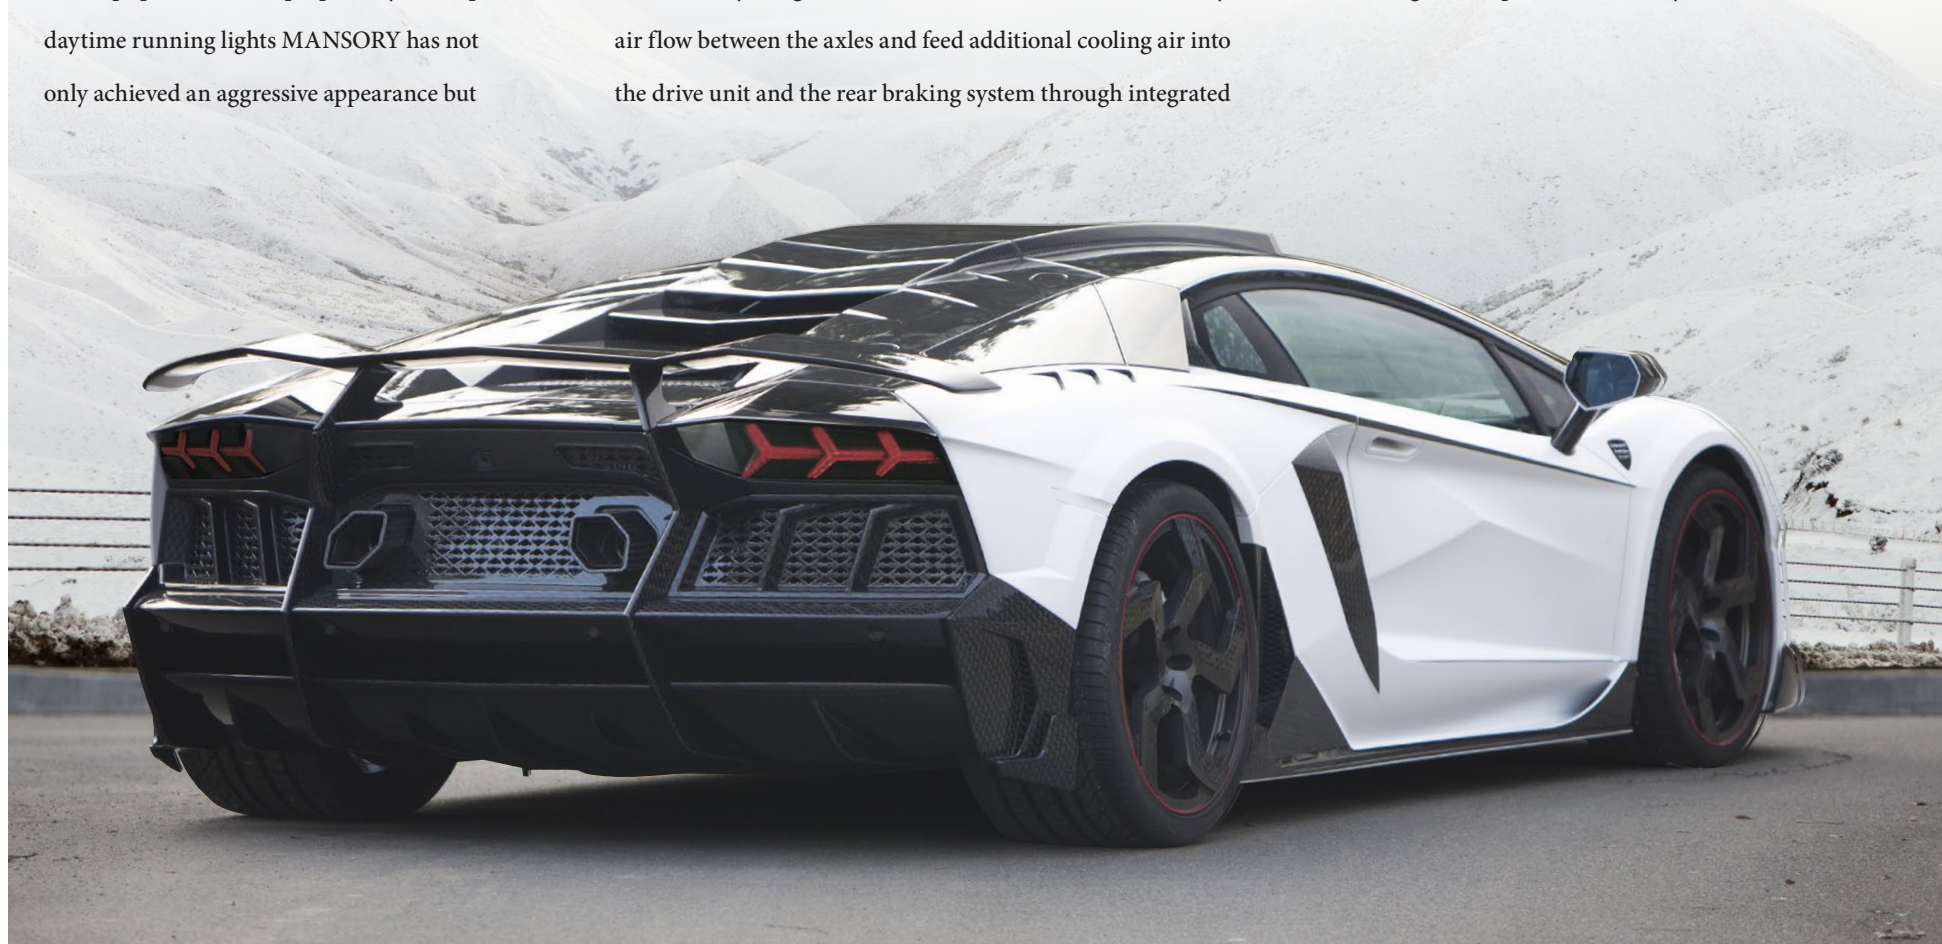 daytime running lights MANSORY has not
only achieved an aggressive appearance but
air flow between the axles and feed additional cooling air into
the drive unit and the rear braking system through integrated